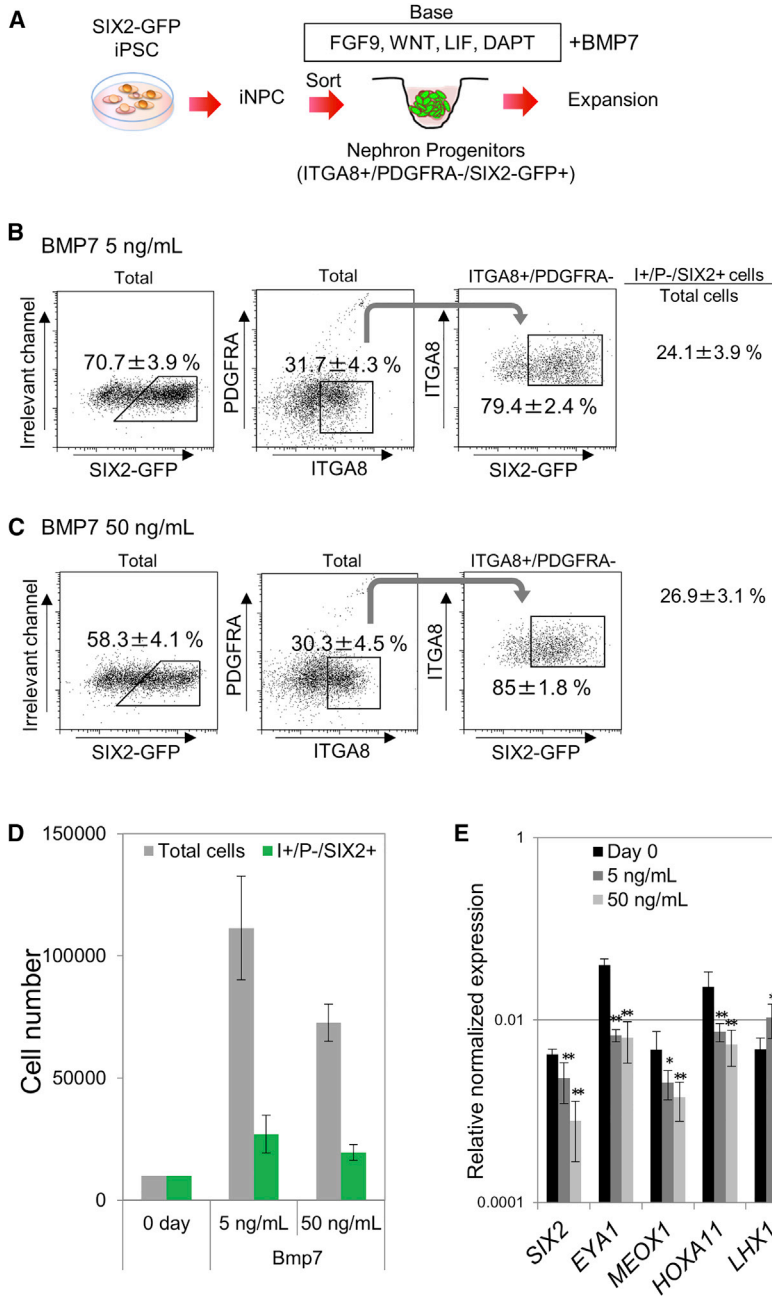 A
SIX2-GFP
iPSC
iNPC
Sort
Base
FGF9, WNT, LIF, DAPT
+BMP7
Nephron Progenitors
(ITGA8+/PDGFRA-/SIX2-GFP+)
Expansion
B
BMP7 5 ng/mL
Total
Total
ITGA8+/PDGFRA-
I+/P-/SIX2+ cells
Total cells
Irrelevant channel
70.7±3.9 %
SIX2-GFP
PDGFRA
31.7±4.3 %
ITGA8
ITGA8
79.4±2.4 %
SIX2-GFP
24.1±3.9 %
C
BMP7 50 ng/mL
Total
Total
ITGA8+/PDGFRA-
Irrelevant channel
58.3±4.1 %
SIX2-GFP
PDGFRA
30.3±4.5 %
ITGA8
ITGA8
85±1.8 %
SIX2-GFP
26.9±3.1 %
D
Cell number
150000
100000
50000
0
Total cells
I+/P-/SIX2+
0 day
5 ng/mL
50 ng/mL
Bmp7
E
Relative normalized expression
1
0.01
0.0001
Day 0
5 ng/mL
50 ng/mL
**
**
**
**
*
**
**
**
*
SIX2
EYA1
MEOX1
HOXA11
LHX1